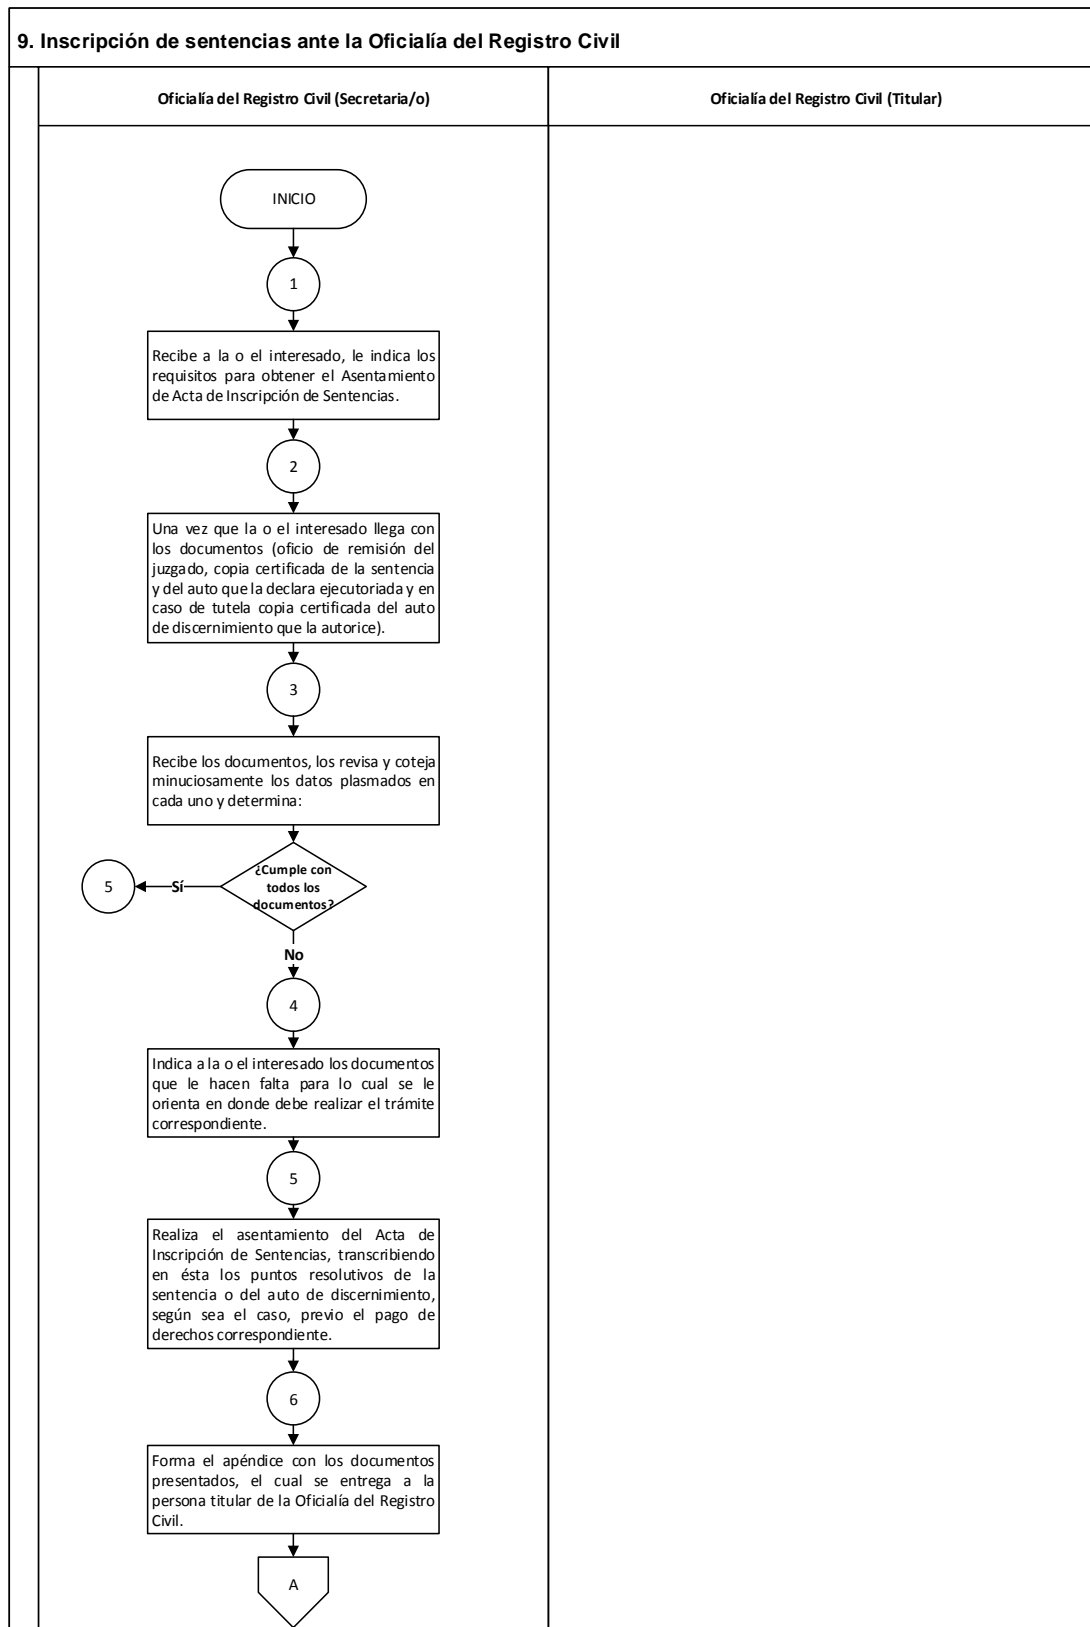 9. Inscripción de sentencias ante la Oficialía del Registro Civil
Oficialía del Registro Civil (Secretaria/o)
Oficialía del Registro Civil (Titular)
INICIO
1
Recibe a la o el interesado, le indica los
requisitos para obtener el Asentamiento
de Acta de Inscripción de Sentencias.
2
Una vez que la o el interesado llega con
los documentos (oficio de remisión del
juzgado, copia certificada de la sentencia
y del auto que la declara ejecutoriada y en
caso de tutela copia certificada del auto
de discernimiento que la autorice).
3
Recibe los documentos, los revisa y coteja
minuciosamente los datos plasmados en
cada uno y determina:
¿Cumple con
todos los
documentos?
Sí
5
No
4
Indica a la o el interesado los documentos
que le hacen falta para lo cual se le
orienta en donde debe realizar el trámite
correspondiente.
5
Realiza el asentamiento del Acta de
Inscripción de Sentencias, transcribiendo
en ésta los puntos resolutivos de la
sentencia o del auto de discernimiento,
según sea el caso, previo el pago de
derechos correspondiente.
6
Forma el apéndice con los documentos
presentados, el cual se entrega a la
persona titular de la Oficialía del Registro
Civil.
A